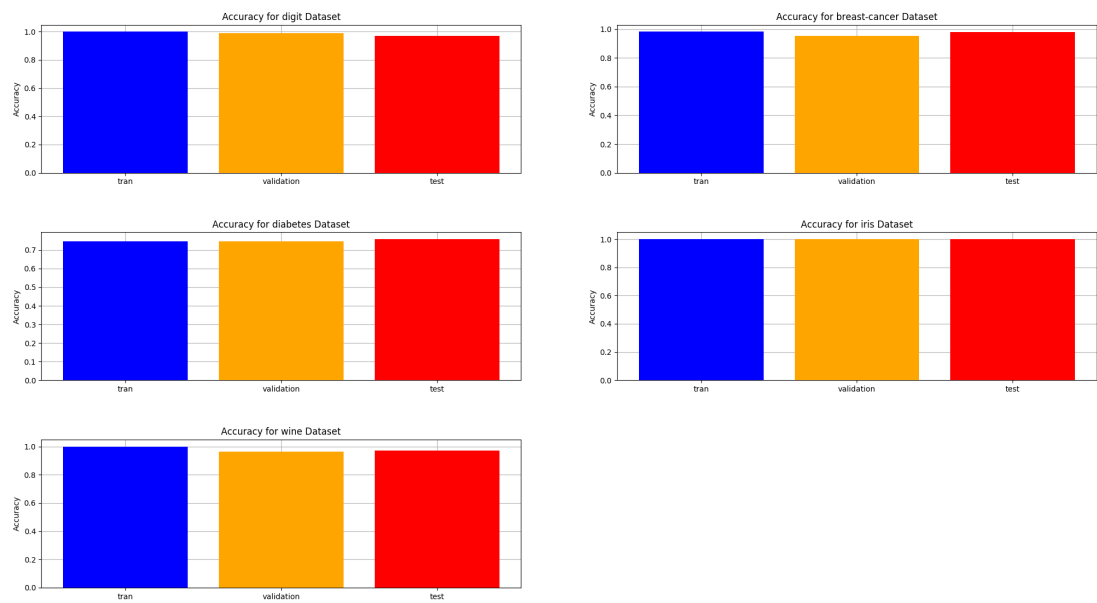 Accuracy for digit Dataset
Accuracy
1.0
0.8
0.6
0.4
0.2
0.0
tran validation test
Accuracy for breast-cancer Dataset
Accuracy
1.0
0.8
0.6
0.4
0.2
0.0
tran validation test
Accuracy for diabetes Dataset
Accuracy
0.7
0.6
0.5
0.4
0.3
0.2
0.1
0.0
tran validation test
Accuracy for iris Dataset
Accuracy
1.0
0.8
0.6
0.4
0.2
0.0
tran validation test
Accuracy for wine Dataset
Accuracy
1.0
0.8
0.6
0.4
0.2
0.0
tran validation test